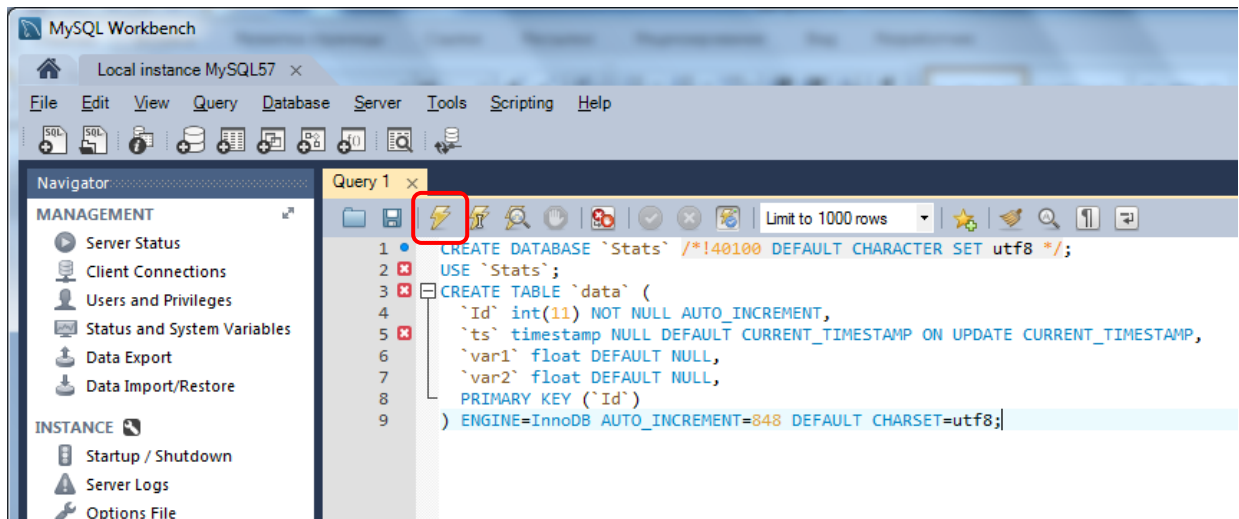 MySQL Workbench
Local instance MySQL57 ×
File Edit View Query Database Server Tools Scripting Help
SQL SQL
f()
Navigator
Query 1 ×
MANAGEMENT
Limit to 1000 rows
Server Status
Client Connections
Users and Privileges
Status and System Variables
Data Export
Data Import/Restore
INSTANCE
Startup / Shutdown
Server Logs
Options File
1 CREATE DATABASE `Stats` /*!40100 DEFAULT CHARACTER SET utf8 */;
2 USE `Stats`;
3 CREATE TABLE `data` (
4 `Id` int(11) NOT NULL AUTO_INCREMENT,
5 `ts` timestamp NULL DEFAULT CURRENT_TIMESTAMP ON UPDATE CURRENT_TIMESTAMP,
6 `var1` float DEFAULT NULL,
7 `var2` float DEFAULT NULL,
8 PRIMARY KEY (`Id`)
9 ) ENGINE=InnoDB AUTO_INCREMENT=848 DEFAULT CHARSET=utf8;